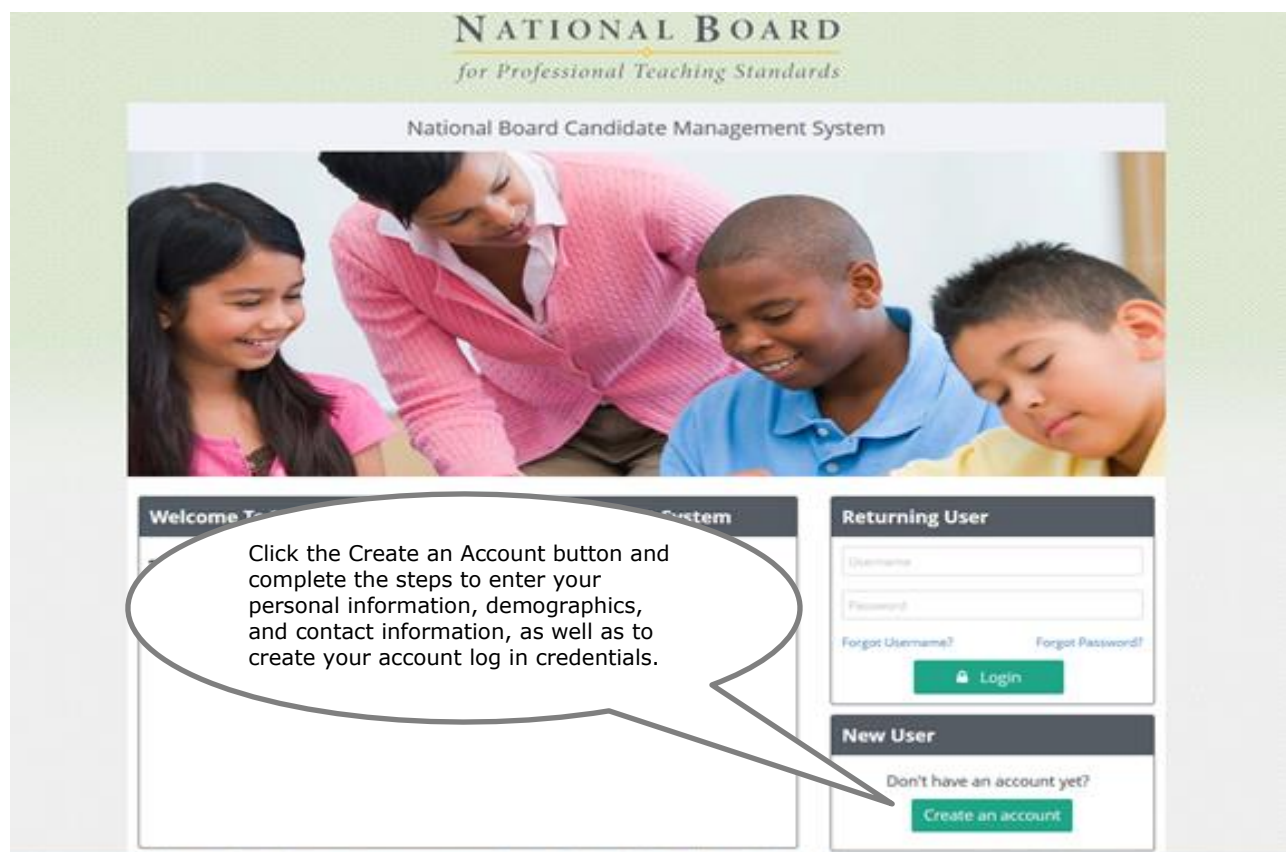 NATIONAL BOARD
for Professional Teaching Standards
National Board Candidate Management System
Welcome To
System
Click the Create an Account button and
complete the steps to enter your
personal information, demographics,
and contact information, as well as to
create your account log in credentials.
Returning User
Username
Password
Forgot Username? Forgot Password?
Login
New User
Don't have an account yet?
Create an account